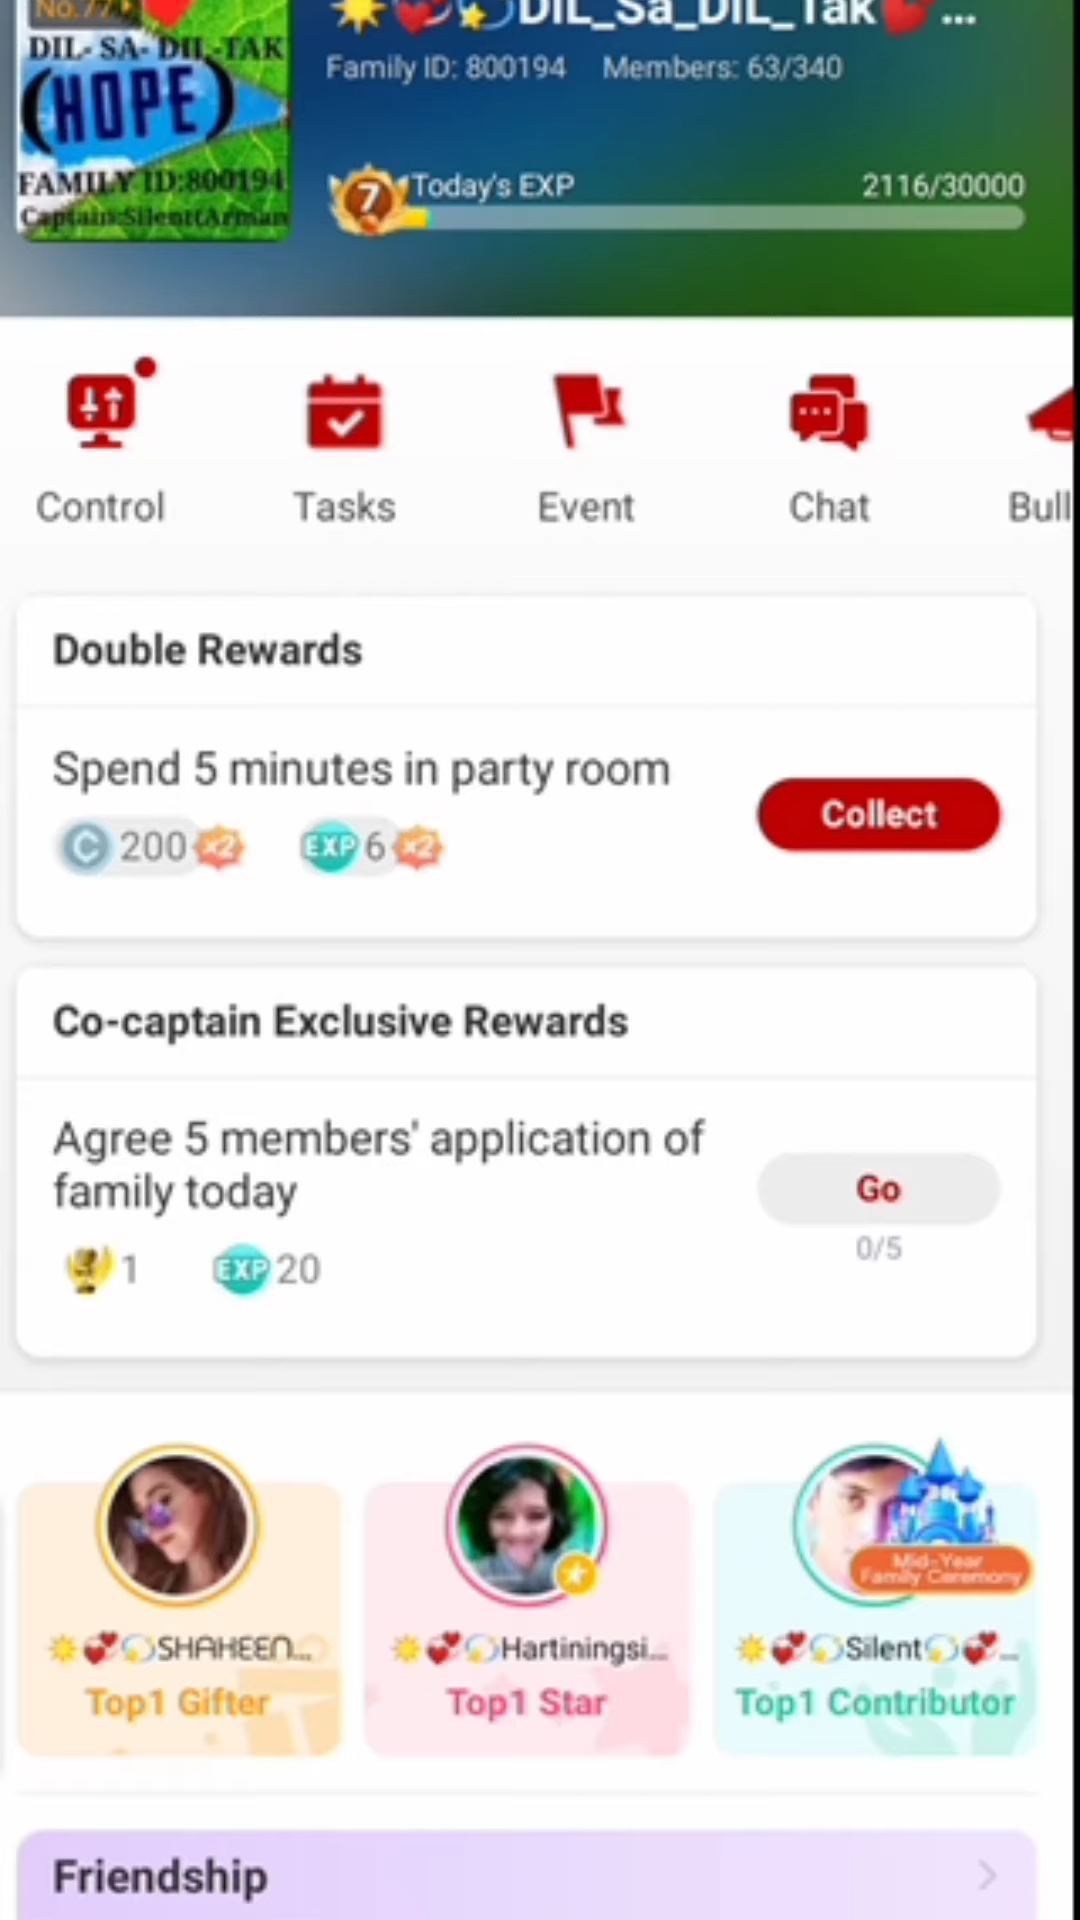 No.77
DIL_Sa_DIL_Tak ...
DIL- SA- DIL-TAK
(HOPE)
FAMILY ID:800194
Captain:Silent(Arman
Family ID: 800194 Members: 63/340
7 Today's EXP 2116/30000
Control Tasks Event Chat Bull
Double Rewards
Spend 5 minutes in party room
Collect
C 200 x2 EXP 6 x2
Co-captain Exclusive Rewards
Agree 5 members' application of
family today
Go
0/5
1 EXP 20
Mid-Year
Family Ceremony
SHAHEEN... Hartiningsi... Silent...
Top1 Gifter Top1 Star Top1 Contributor
Friendship